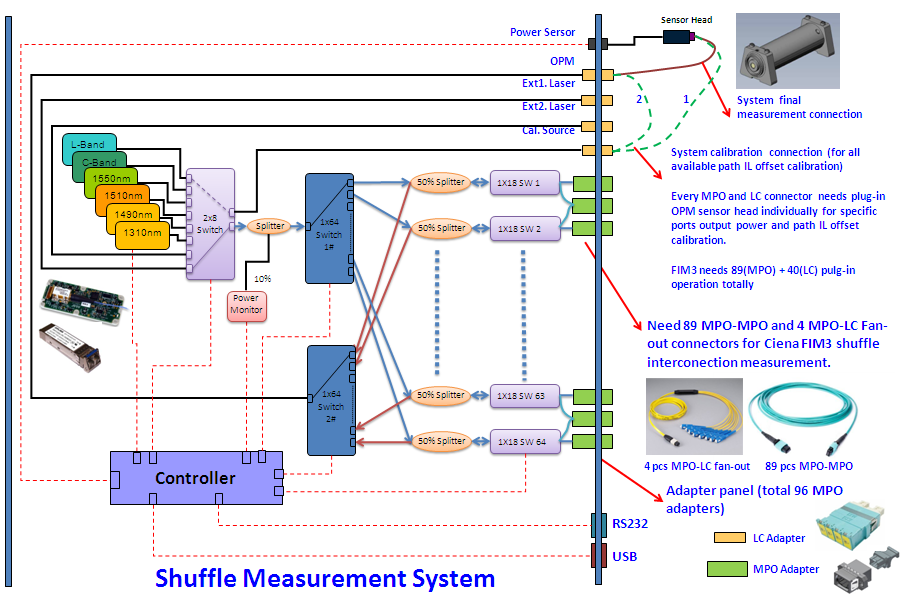 Sensor Head
Power Sensor
OPM
Ext1. Laser
Ext2. Laser
Cal. Source
2
1
System final
measurement connection
System calibration connection (for all
available path IL offset calibration)
Every MPO and LC connector needs plug-in
OPM sensor head individually for specific
ports output power and path IL offset
calibration.
FIM3 needs 89(MPO) + 40(LC) pulg-in
operation totally
Need 89 MPO-MPO and 4 MPO-LC Fan-
out connectors for Ciena FIM3 shuffle
interconection measurement.
4 pcs MPO-LC fan-out
89 pcs MPO-MPO
Adapter panel (total 96 MPO
adapters)
RS232
USB
LC Adapter
MPO Adapter
L-Band
C-Band
1550nm
1510nm
1490nm
1310nm
2x8
Switch
Splitter
10%
Power
Monitor
1x64
Switch
1#
1x64
Switch
2#
50% Splitter
1X18 SW 1
50% Splitter
1X18 SW 2
50% Splitter
1X18 SW 63
50% Splitter
1X18 SW 64
Controller
Shuffle Measurement System